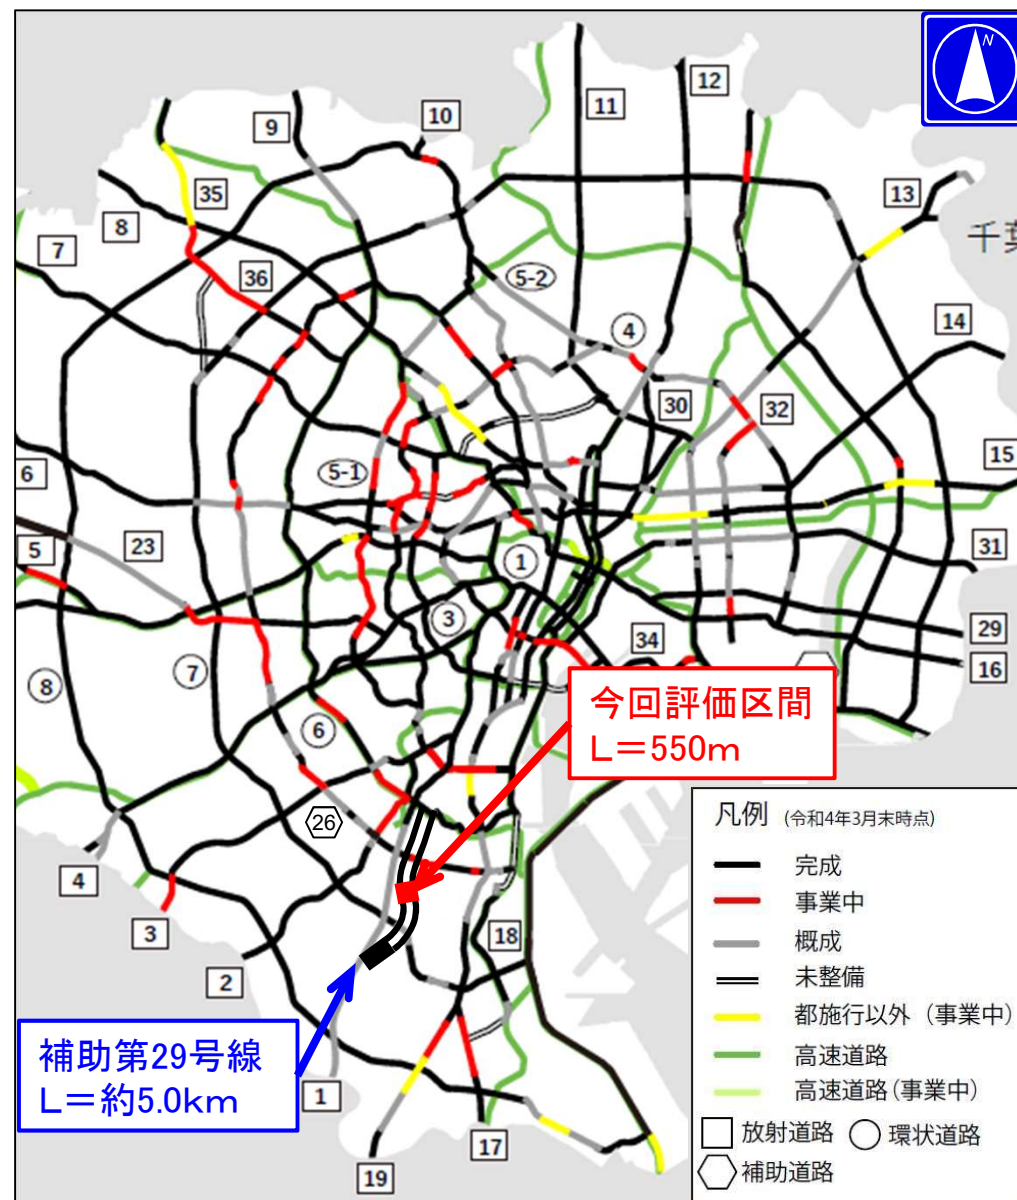 N
11
12
10
9
13
35
8
千葉
7
36
5-2
14
4
30
32
15
6
5-1
5
23
31
1
3
29
34
16
8
7
今回評価区間
L=550m
6
26
凡例 (令和4年3月末時点)
完成
事業中
概成
未整備
都施行以外(事業中)
高速道路
高速道路(事業中)
放射道路
環状道路
補助道路
4
3
18
2
補助第29号線
L=約5.0km
1
17
19